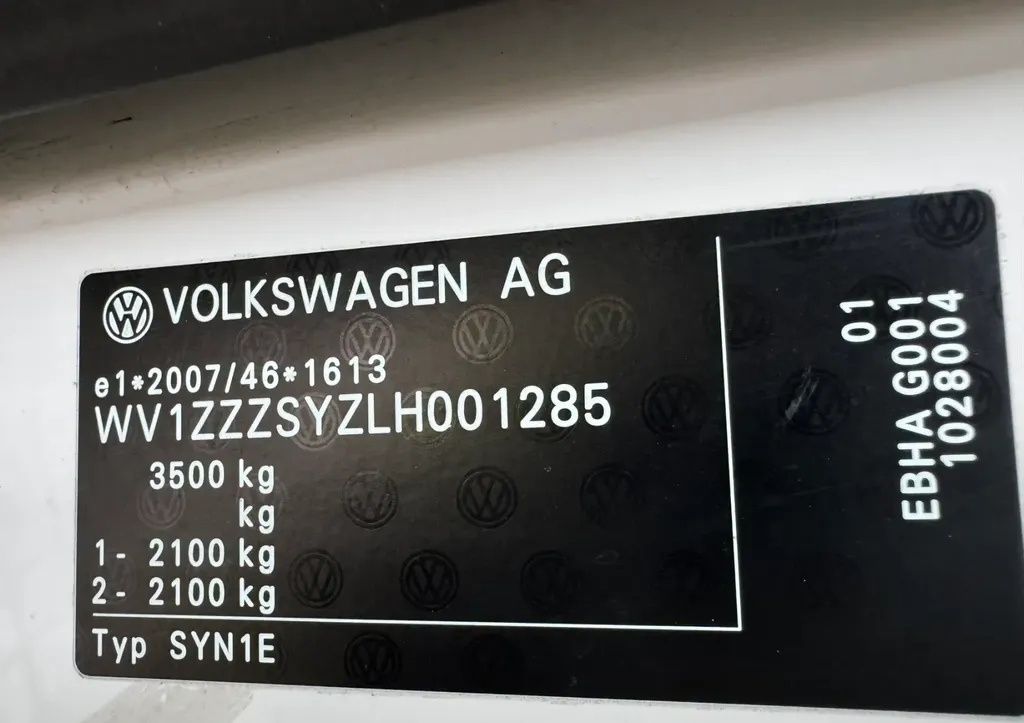 VOLKSWAGEN AG
e1*2007/46*1613
WV1ZZZSYZLH001285
3500 kg
kg
1- 2100 kg
2- 2100 kg
Typ SYN1E
01
EBHA G001
1028004